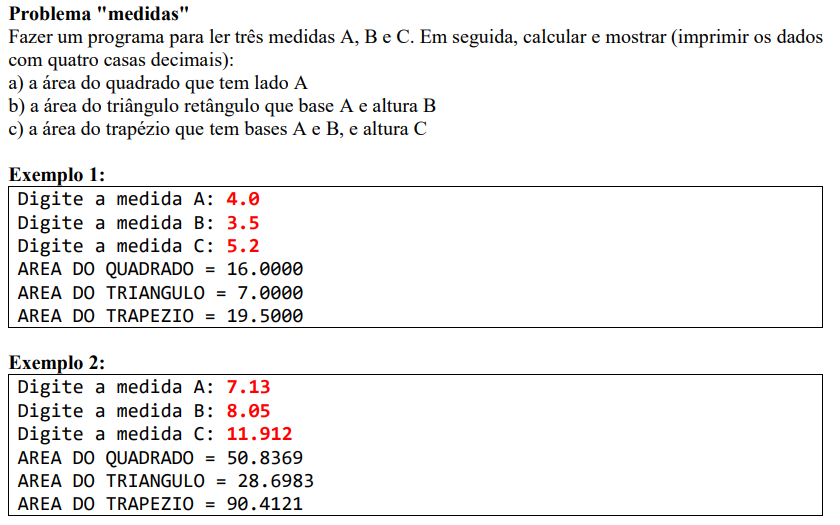 Problema "medidas"
Fazer um programa para ler três medidas A, B e C. Em seguida, calcular e mostrar (imprimir os dados
com quatro casas decimais):
a) a área do quadrado que tem lado A
b) a área do triângulo retângulo que base A e altura B
c) a área do trapézio que tem bases A e B, e altura C
Exemplo 1:
Digite a medida A: 4.0
Digite a medida B: 3.5
Digite a medida C: 5.2
AREA DO QUADRADO = 16.0000
AREA DO TRIANGULO = 7.0000
AREA DO TRAPEZIO = 19.5000
Exemplo 2:
Digite a medida A: 7.13
Digite a medida B: 8.05
Digite a medida C: 11.912
AREA DO QUADRADO = 50.8369
AREA DO TRIANGULO = 28.6983
AREA DO TRAPEZIO = 90.4121